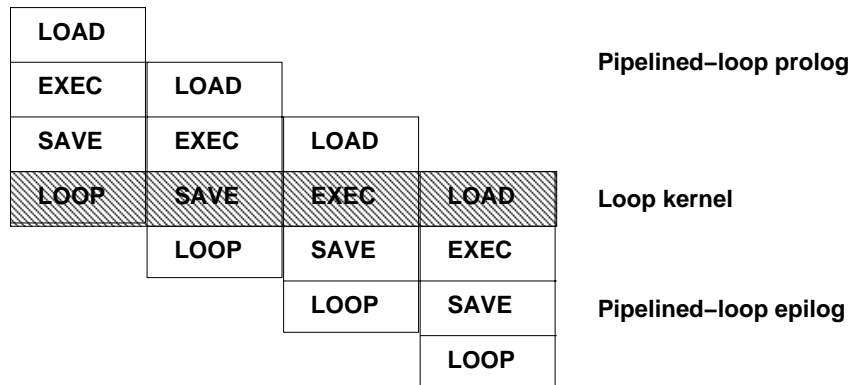 LOAD
Pipelined−loop prolog
EXEC LOAD
SAVE EXEC LOAD
LOOP SAVE EXEC LOAD Loop kernel
LOOP SAVE EXEC
LOOP SAVE Pipelined−loop epilog
LOOP